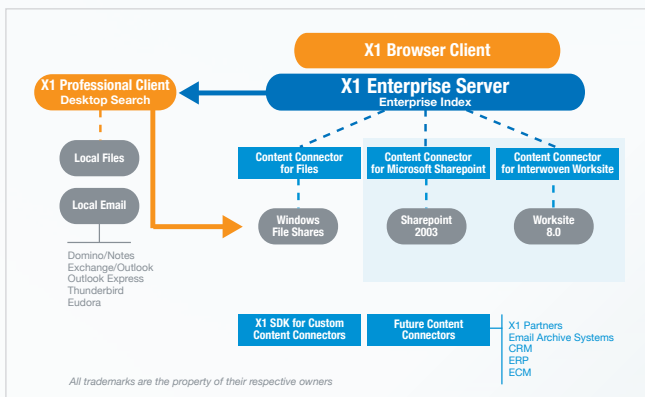 X1 Browser Client
X1 Professional Client
Desktop Search
X1 Enterprise Server
Enterprise Index
Local Files
Local Email
Domino/Notes
Exchange/Outlook
Outlook Express
Thunderbird
Eudora
Content Connector
for Files
Content Connector
for Microsoft Sharepoint
Content Connector
for Interwoven Worksite
Windows
File Shares
Sharepoint
2003
Worksite
8.0
X1 SDK for Custom
Content Connectors
Future Content
Connectors
X1 Partners
Email Archive Systems
CRM
ERP
ECM
All trademarks are the property of their respective owners